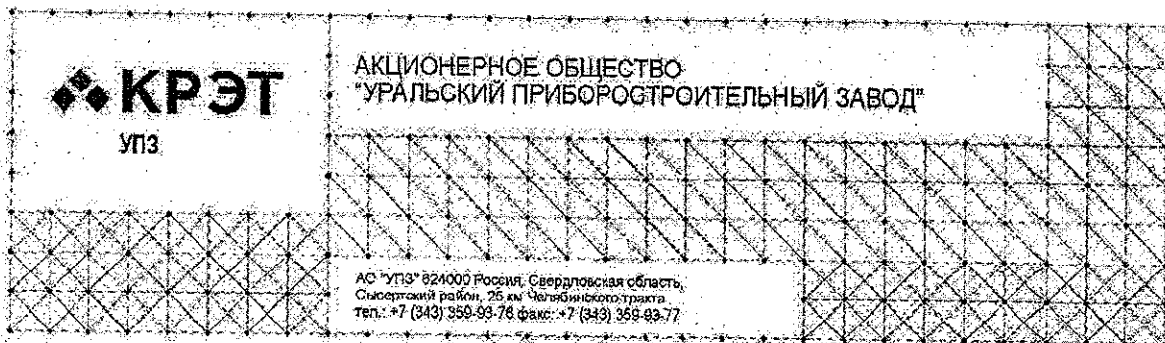 КРЭТ
УПЗ
АКЦИОНЕРНОЕ ОБЩЕСТВО
"УРАЛЬСКИЙ ПРИБОРОСТРОИТЕЛЬНЫЙ ЗАВОД"
АО "УПЗ" 624000 Россия, Свердловская область,
Сысертский район, 25 км Челябинского тракта
тел.: +7 (343) 359-93-76 факс: +7 (343) 359-93-77